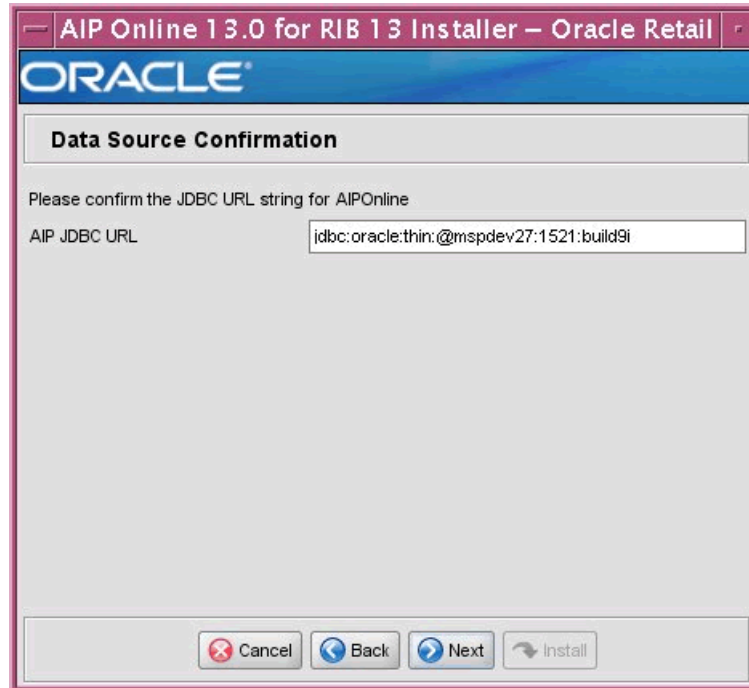 AIP Online 13.0 for RIB 13 Installer – Oracle Retail
ORACLE
Data Source Confirmation
Please confirm the JDBC URL string for AIPOnline
AIP JDBC URL jdbc:oracle:thin:@mspdev27:1521:build9i
Cancel Back Next Install